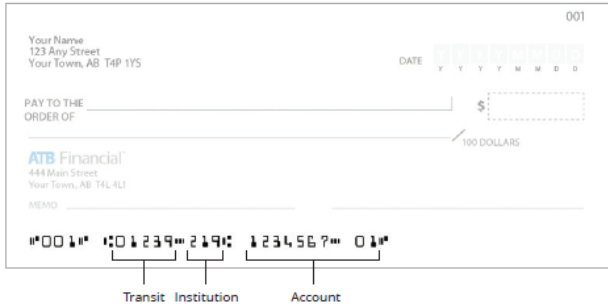 001
Your Name
123 Any Street
Your Town, AB T4P 1Y5
DATE
Y Y Y Y M M D D
PAY TO THE
ORDER OF
$
100 DOLLARS
ATB Financial
444 Main Street
Your Town, AB T4L 4L1
MEMO
⑈001⑈ ⑆01239⑉219⑆ 1234567⑉ 01⑈
Transit Institution Account